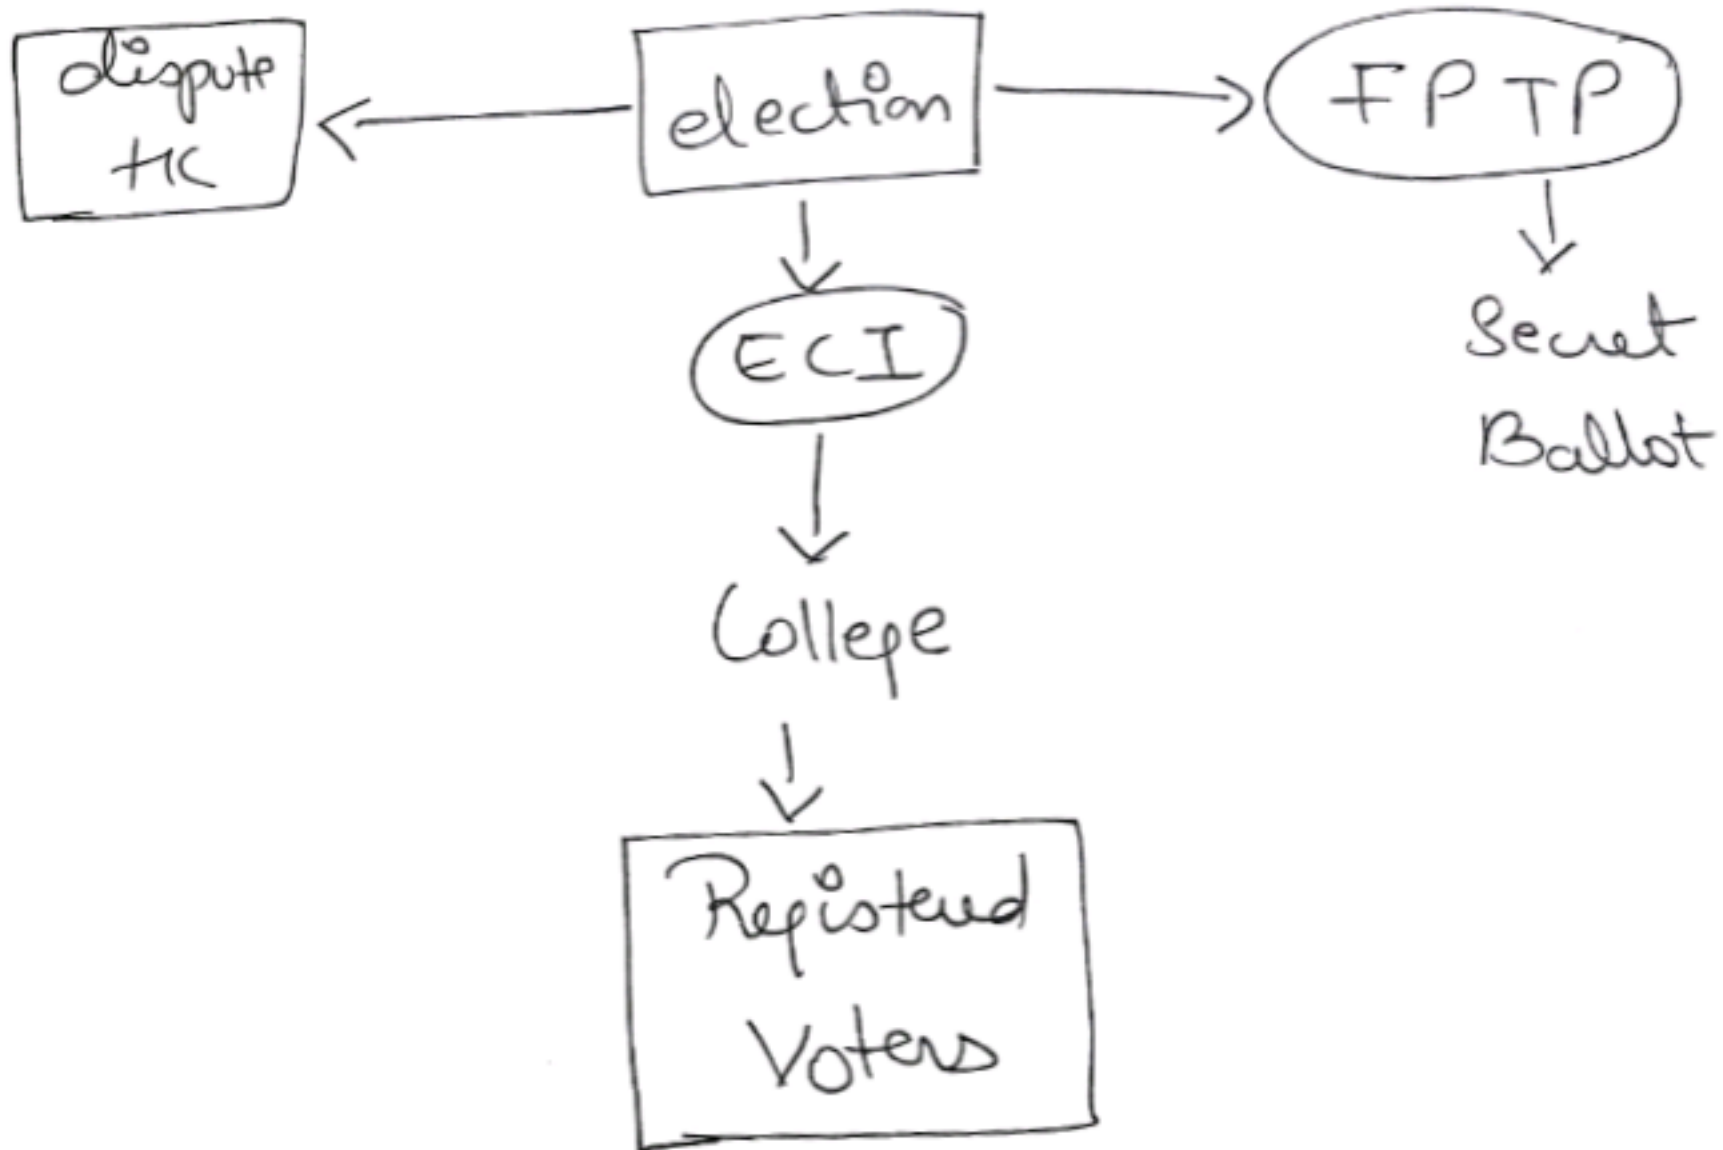 dispute
HC
election
FPTP
Secret
Ballot
ECI
College
Registered
Voters